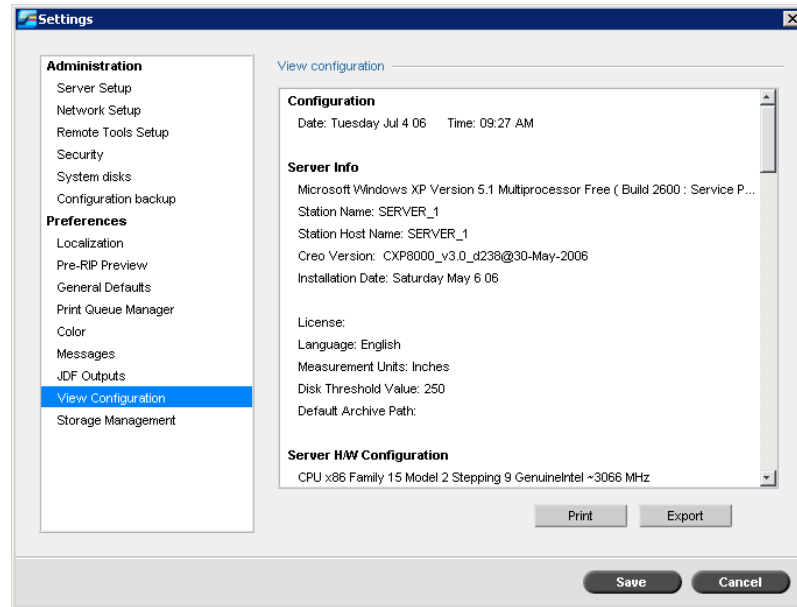 Settings
Administration
Server Setup
Network Setup
Remote Tools Setup
Security
System disks
Configuration backup
Preferences
Localization
Pre-RIP Preview
General Defaults
Print Queue Manager
Color
Messages
JDF Outputs
View Configuration
Storage Management
View configuration
Configuration
Date: Tuesday Jul 4 06 Time: 09:27 AM
Server Info
Microsoft Windows XP Version 5.1 Multiprocessor Free ( Build 2600 : Service P...
Station Name: SERVER_1
Station Host Name: SERVER_1
Creo Version: CXP8000_v3.0_d238@30-May-2006
Installation Date: Saturday May 6 06
License:
Language: English
Measurement Units: Inches
Disk Threshold Value: 250
Default Archive Path:
Server H/W Configuration
CPU x86 Family 15 Model 2 Stepping 9 GenuineIntel ~3066 MHz
Print Export
Save Cancel